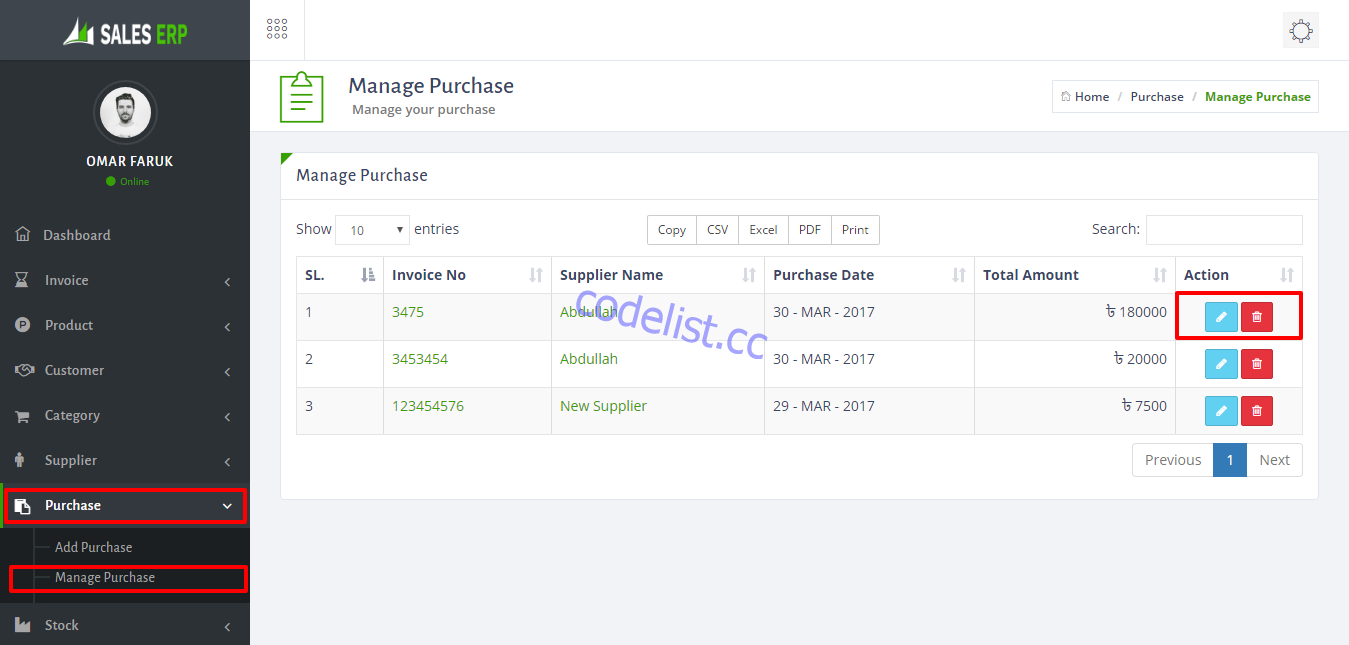 SALES ERP
OMAR FARUK
Online
Dashboard
Invoice
Product
Customer
Category
Supplier
Purchase
Add Purchase
Manage Purchase
Stock
Manage Purchase
Manage your purchase
Home / Purchase / Manage Purchase
Manage Purchase
Show 10 entries
Copy CSV Excel PDF Print
Search:
SL. Invoice No Supplier Name Purchase Date Total Amount Action
1 3475 Abdullah 30 - MAR - 2017 ৳ 180000
2 3453454 Abdullah 30 - MAR - 2017 ৳ 20000
3 123454576 New Supplier 29 - MAR - 2017 ৳ 7500
codelist.cc
Previous 1 Next